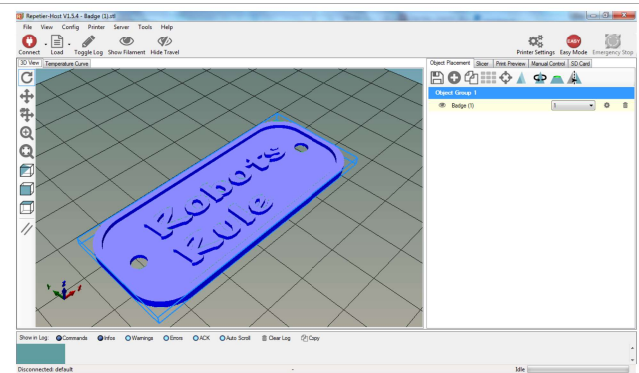 Repetier-Host V1.5.4 - Badge (1).stl
File View Config Printer Server Tools Help
Connect Load Toggle Log Show Filament Hide Travel Printer Settings Easy Mode Emergency Stop
EASY
3D View Temperature Curve
Object Placement Slicer Print Preview Manual Control SD Card
Object Group 1
Badge (1) 1
Robots
Rule
Show in Log: Commands Infos Warnings Errors ACK Auto Scroll Clear Log Copy
Disconnected: default - Idle